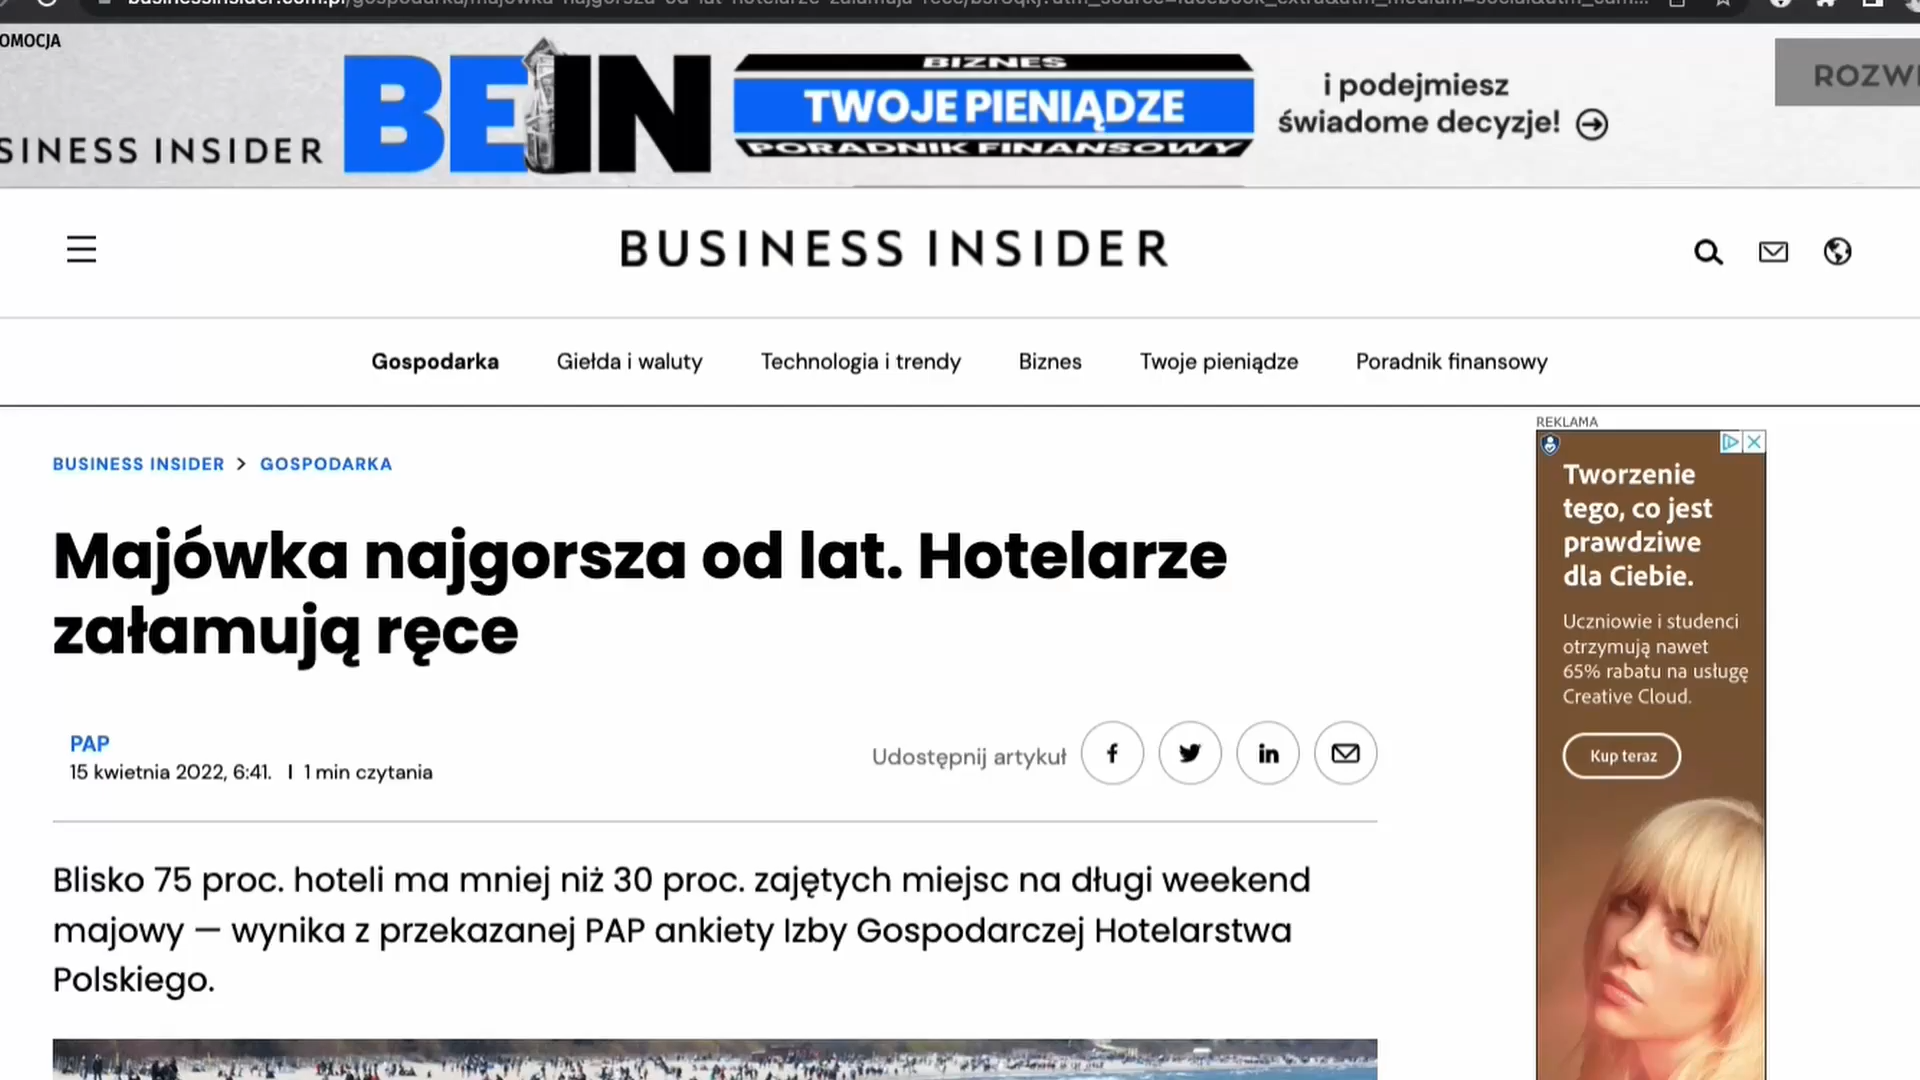 OMOCJA
SINESS INSIDER
BEIN
BIZNES
TWOJE PIENIĄDZE
PORADNIK FINANSOWY
i podejmiesz
świadome decyzje!
ROZWI
BUSINESS INSIDER
Gospodarka Giełda i waluty Technologia i trendy Biznes Twoje pieniądze Poradnik finansowy
BUSINESS INSIDER > GOSPODARKA
Majówka najgorsza od lat. Hotelarze
załamują ręce
PAP
15 kwietnia 2022, 6:41. | 1 min czytania
Udostępnij artykuł
Blisko 75 proc. hoteli ma mniej niż 30 proc. zajętych miejsc na długi weekend
majowy — wynika z przekazanej PAP ankiety Izby Gospodarczej Hotelarstwa
Polskiego.
REKLAMA
Tworzenie
tego, co jest
prawdziwe
dla Ciebie.
Uczniowie i studenci
otrzymują nawet
65% rabatu na usługę
Creative Cloud.
Kup teraz